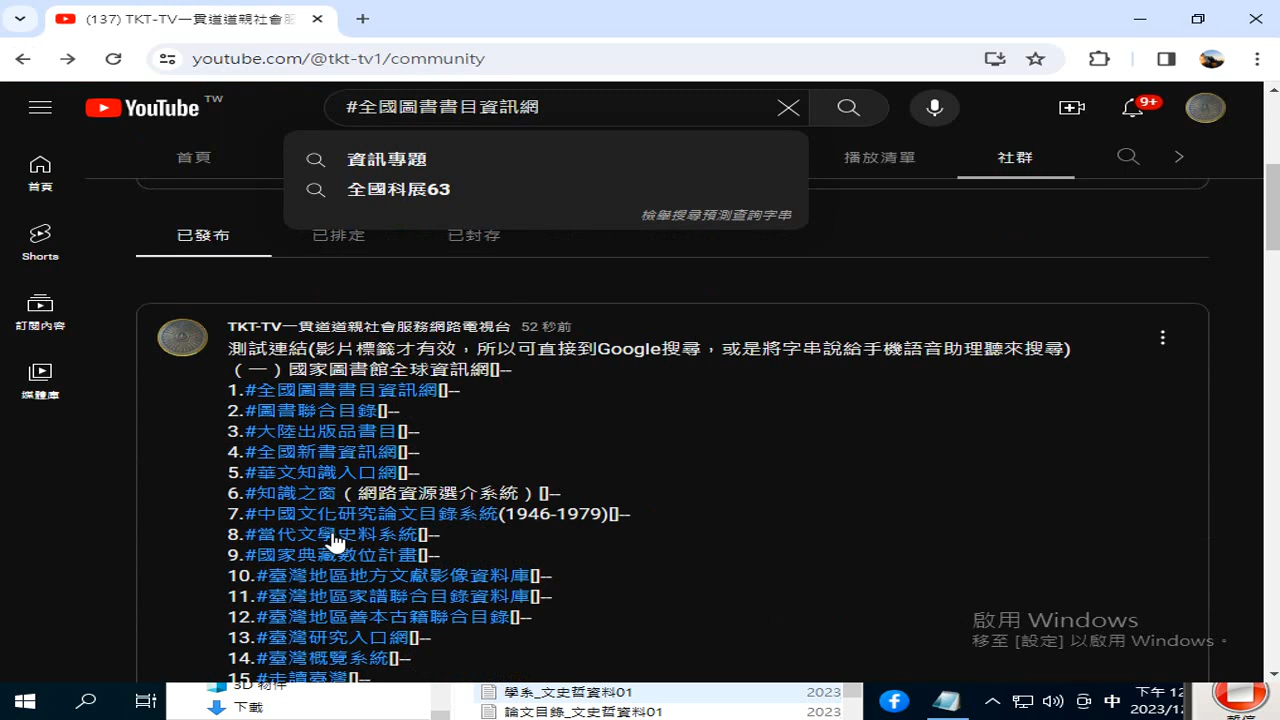 (137) TKT-TV一貫道道親社會服
youtube.com/@tkt-tv1/community
YouTube TW
#全國圖書書目資訊網
9+
資訊專題
全國科展63
檢舉搜尋預測查詢字串
首頁
播放清單
社群
首頁
Shorts
訂閱內容
媒體庫
已發布
已排定
已封存
TKT-TV一貫道道親社會服務網路電視台 52 秒前
測試連結(影片標籤才有效，所以可直接到Google搜尋，或是將字串說給手機語音助理聽來搜尋)
（一）國家圖書館全球資訊網[]--
1.#全國圖書書目資訊網[]--
2.#圖書聯合目錄[]--
3.#大陸出版品書目[]--
4.#全國新書資訊網[]--
5.#華文知識入口網[]--
6.#知識之窗（網路資源選介系統）[]--
7.#中國文化研究論文目錄系統(1946-1979)[]--
8.#當代文學史料系統[]--
9.#國家典藏數位計畫[]--
10.#臺灣地區地方文獻影像資料庫[]--
11.#臺灣地區家譜聯合目錄資料庫[]--
12.#臺灣地區善本古籍聯合目錄[]--
13.#臺灣研究入口網[]--
14.#臺灣概覽系統[]--
15.#走讀臺灣[]--
啟用 Windows
移至 [設定] 以啟用 Windows。
3D 物件
下載
學系_文史哲資料01 2023
論文目錄_文史哲資料01 2023
中
下午 12
2023/12